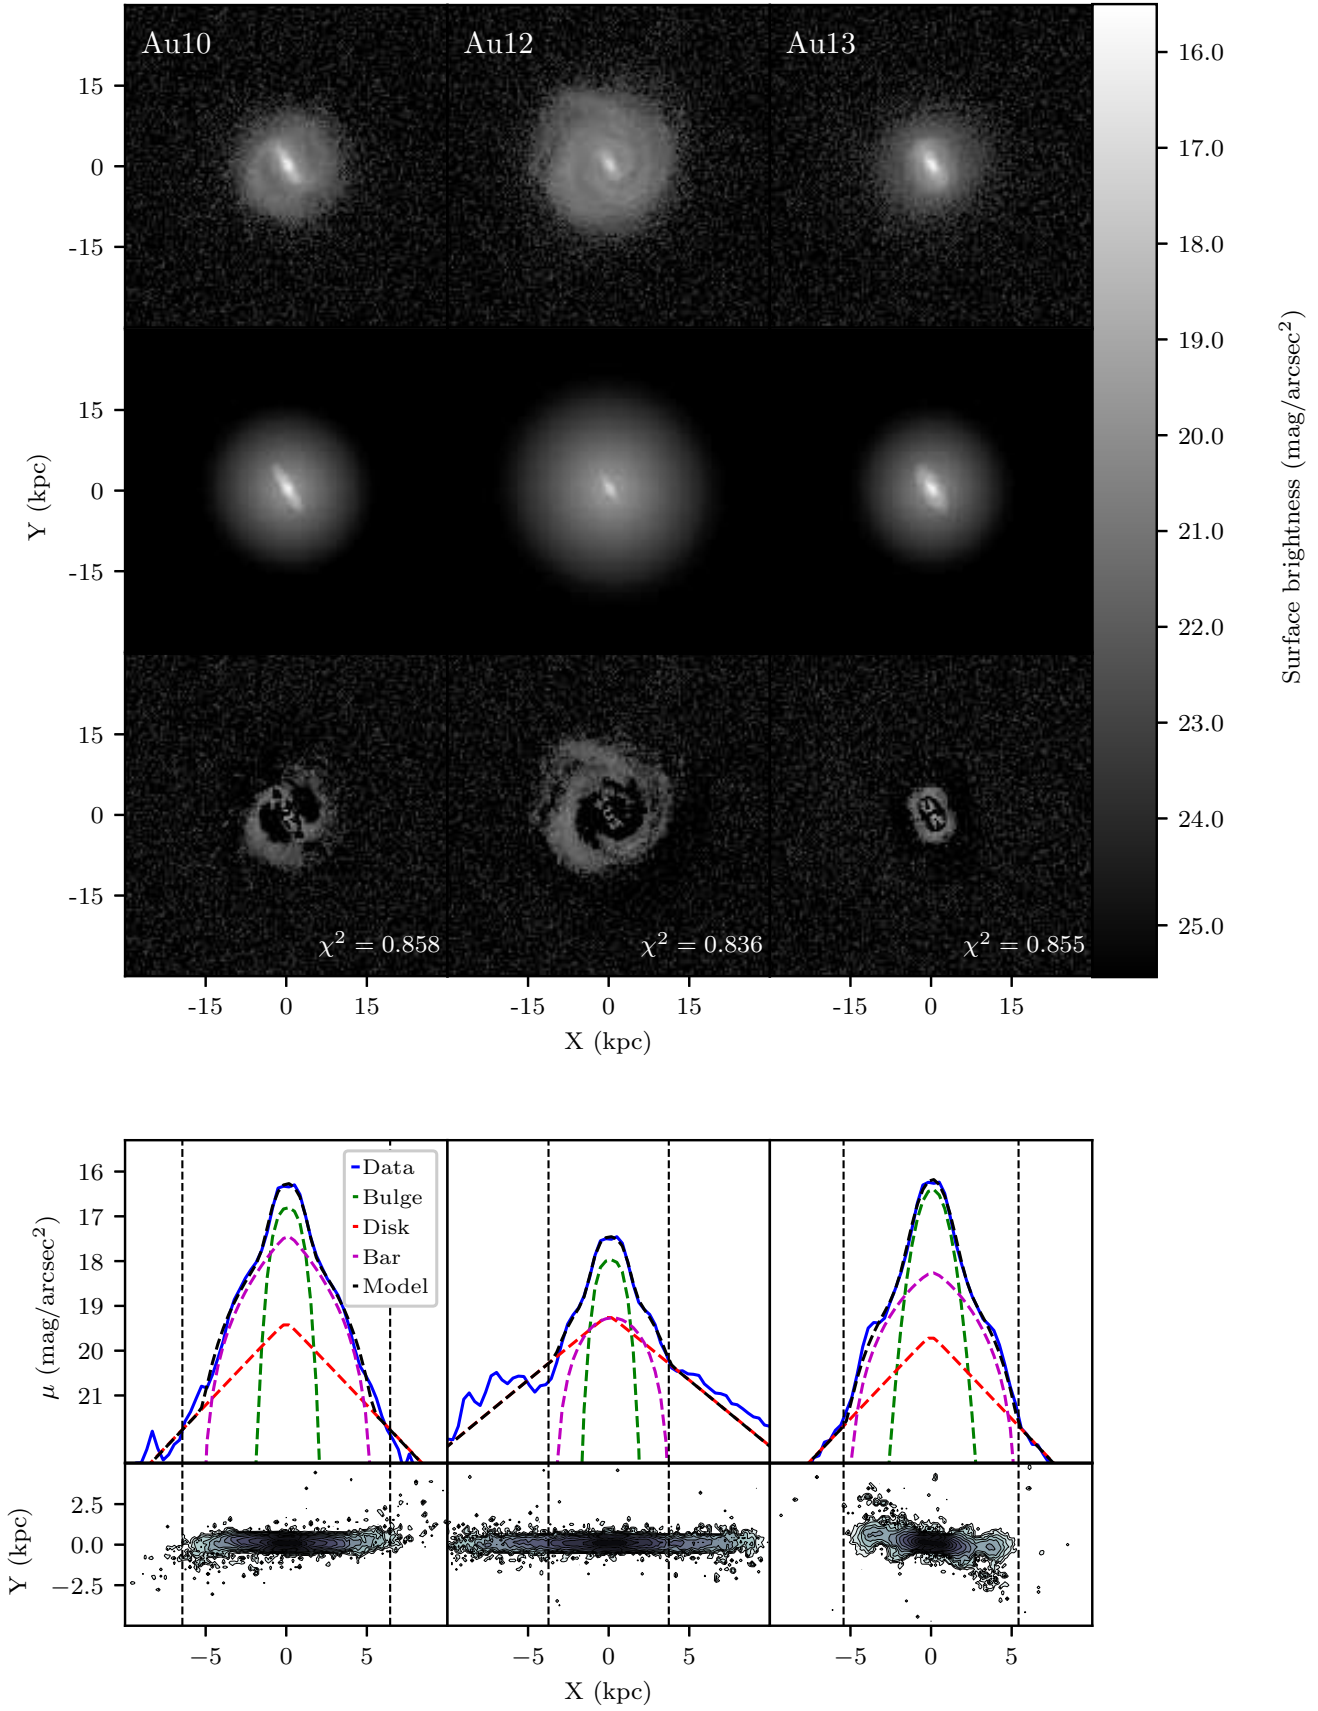 Au10 Au12 Au13
15
0
-15
15
0
-15
15
0
-15
Y (kpc)
χ² = 0.858 χ² = 0.836 χ² = 0.855
-15 0 15 -15 0 15 -15 0 15
X (kpc)
16.0
17.0
18.0
19.0
20.0
21.0
22.0
23.0
24.0
25.0
Surface brightness (mag/arcsec²)
16
17
18
19
20
21
μ (mag/arcsec²)
Data
Bulge
Disk
Bar
Model
2.5
0.0
−2.5
Y (kpc)
−5 0 5 −5 0 5 −5 0 5
X (kpc)